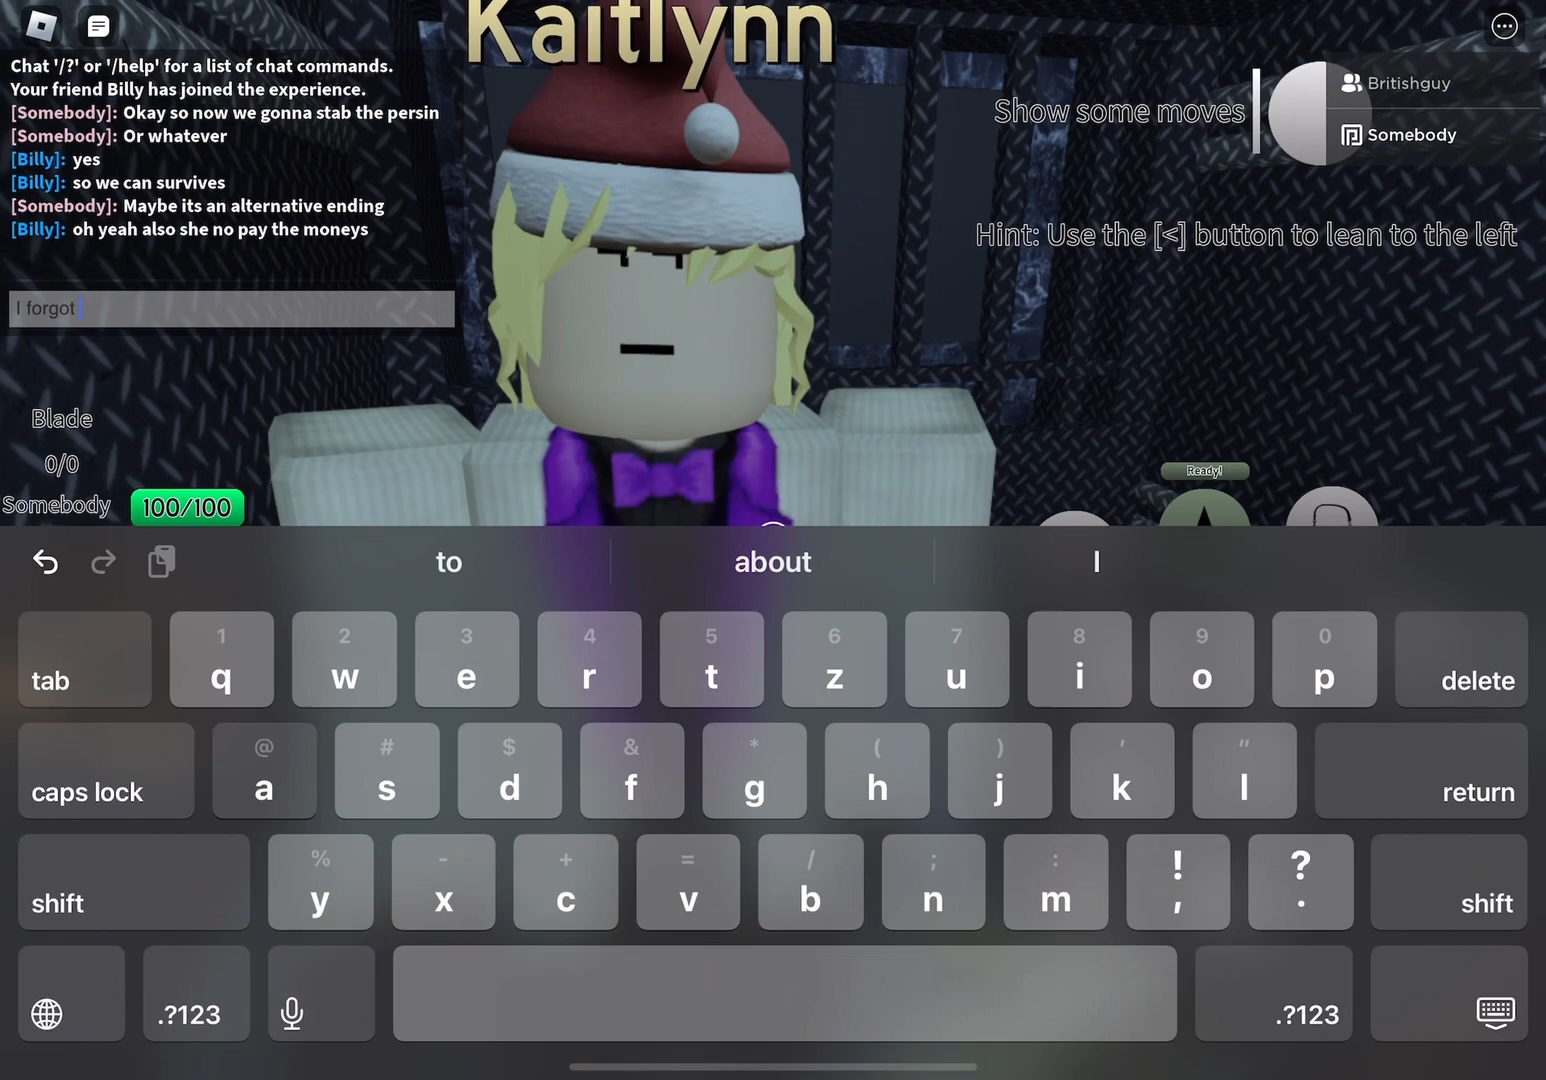 Kaitlynn
Chat '/?' or '/help' for a list of chat commands.
Your friend Billy has joined the experience.
[Somebody]: Okay so now we gonna stab the persin
[Somebody]: Or whatever
[Billy]: yes
[Billy]: so we can survives
[Somebody]: Maybe its an alternative ending
[Billy]: oh yeah also she no pay the moneys
I forgot
Show some moves
Britishguy
Somebody
Hint: Use the [<] button to lean to the left
Blade
0/0
Somebody 100/100
Ready!
to about I
1 2 3 4 5 6 7 8 9 0
tab q w e r t z u i o p delete
@ # $ & * ( ) ' "
caps lock a s d f g h j k l return
% - + = / ; : ! ?
shift y x c v b n m , . shift
.?123 .?123